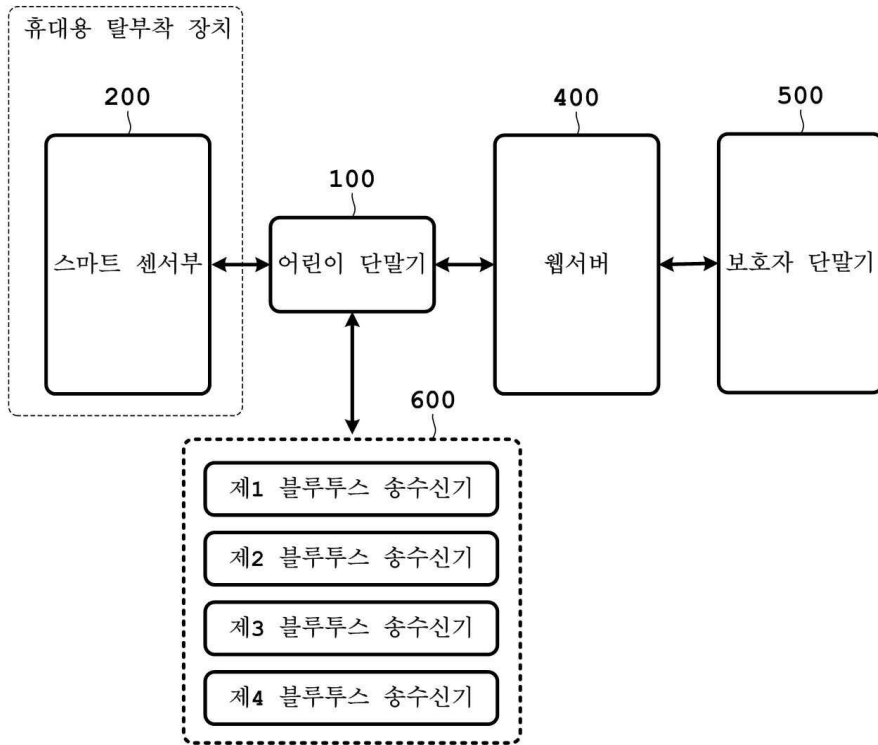 휴대용 탈부착 장치
200
400
500
100
스마트 센서부
어린이 단말기
웹서버
보호자 단말기
600
제1 블루투스 송수신기
제2 블루투스 송수신기
제3 블루투스 송수신기
제4 블루투스 송수신기